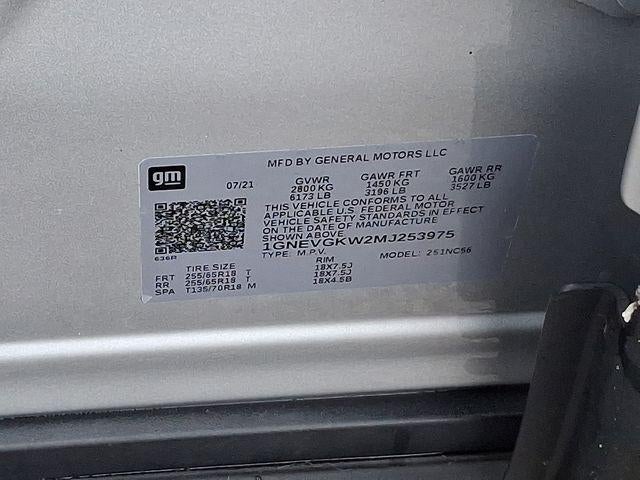 gm
MFD BY GENERAL MOTORS LLC
07/21 GVWR GAWR FRT GAWR RR
2800 KG 1450 KG 1600 KG
6173 LB 3196 LB 3527 LB
THIS VEHICLE CONFORMS TO ALL
APPLICABLE U.S. FEDERAL MOTOR
VEHICLE SAFETY STANDARDS IN EFFECT
ON THE DATE OF MANUFACTURE
SHOWN ABOVE
1GNEVGKW2MJ253975
636R
TYPE: M.P.V. MODEL: 251NC56
TIRE SIZE RIM
FRT 255/65R18 T 18X7.5J
RR 255/65R18 T 18X7.5J
SPA T135/70R18 M 18X4.5B